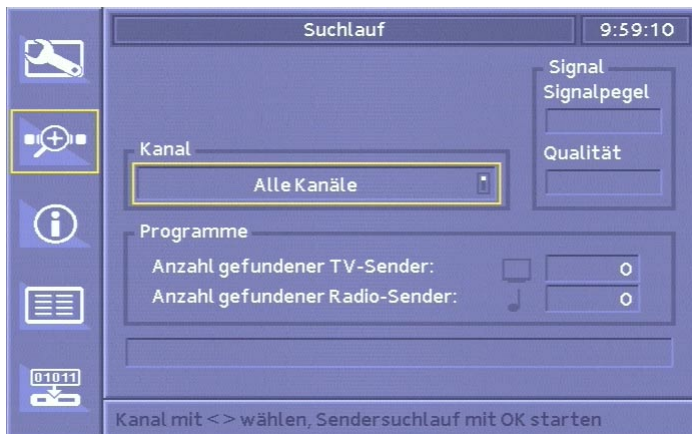 Suchlauf
9:59:10
Signal
Signalpegel
Qualität
Kanal
Alle Kanäle
Programme
Anzahl gefundener TV-Sender:
0
Anzahl gefundener Radio-Sender:
0
01011
Kanal mit <> wählen, Sendersuchlauf mit OK starten